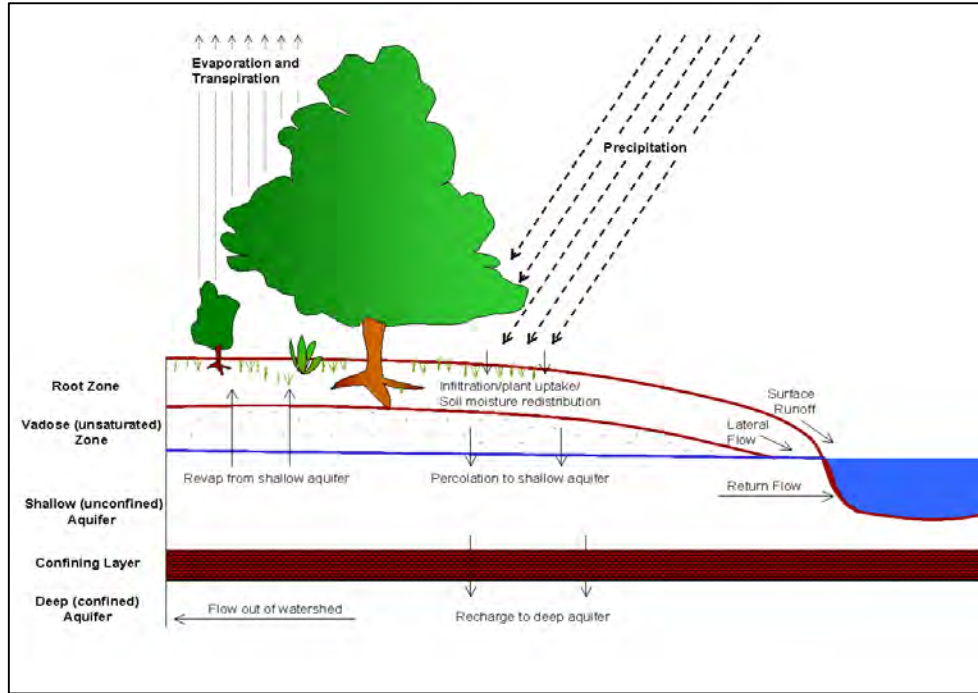 Evaporation and
Transpiration
Precipitation
Root Zone
Infiltration/plant uptake/
Soil moisture redistribution
Surface
Runoff
Lateral
Flow
Vadose (unsaturated)
Zone
Revap from shallow aquifer
Percolation to shallow aquifer
Return Flow
Shallow (unconfined)
Aquifer
Confining Layer
Deep (confined)
Aquifer
Flow out of watershed
Recharge to deep aquifer